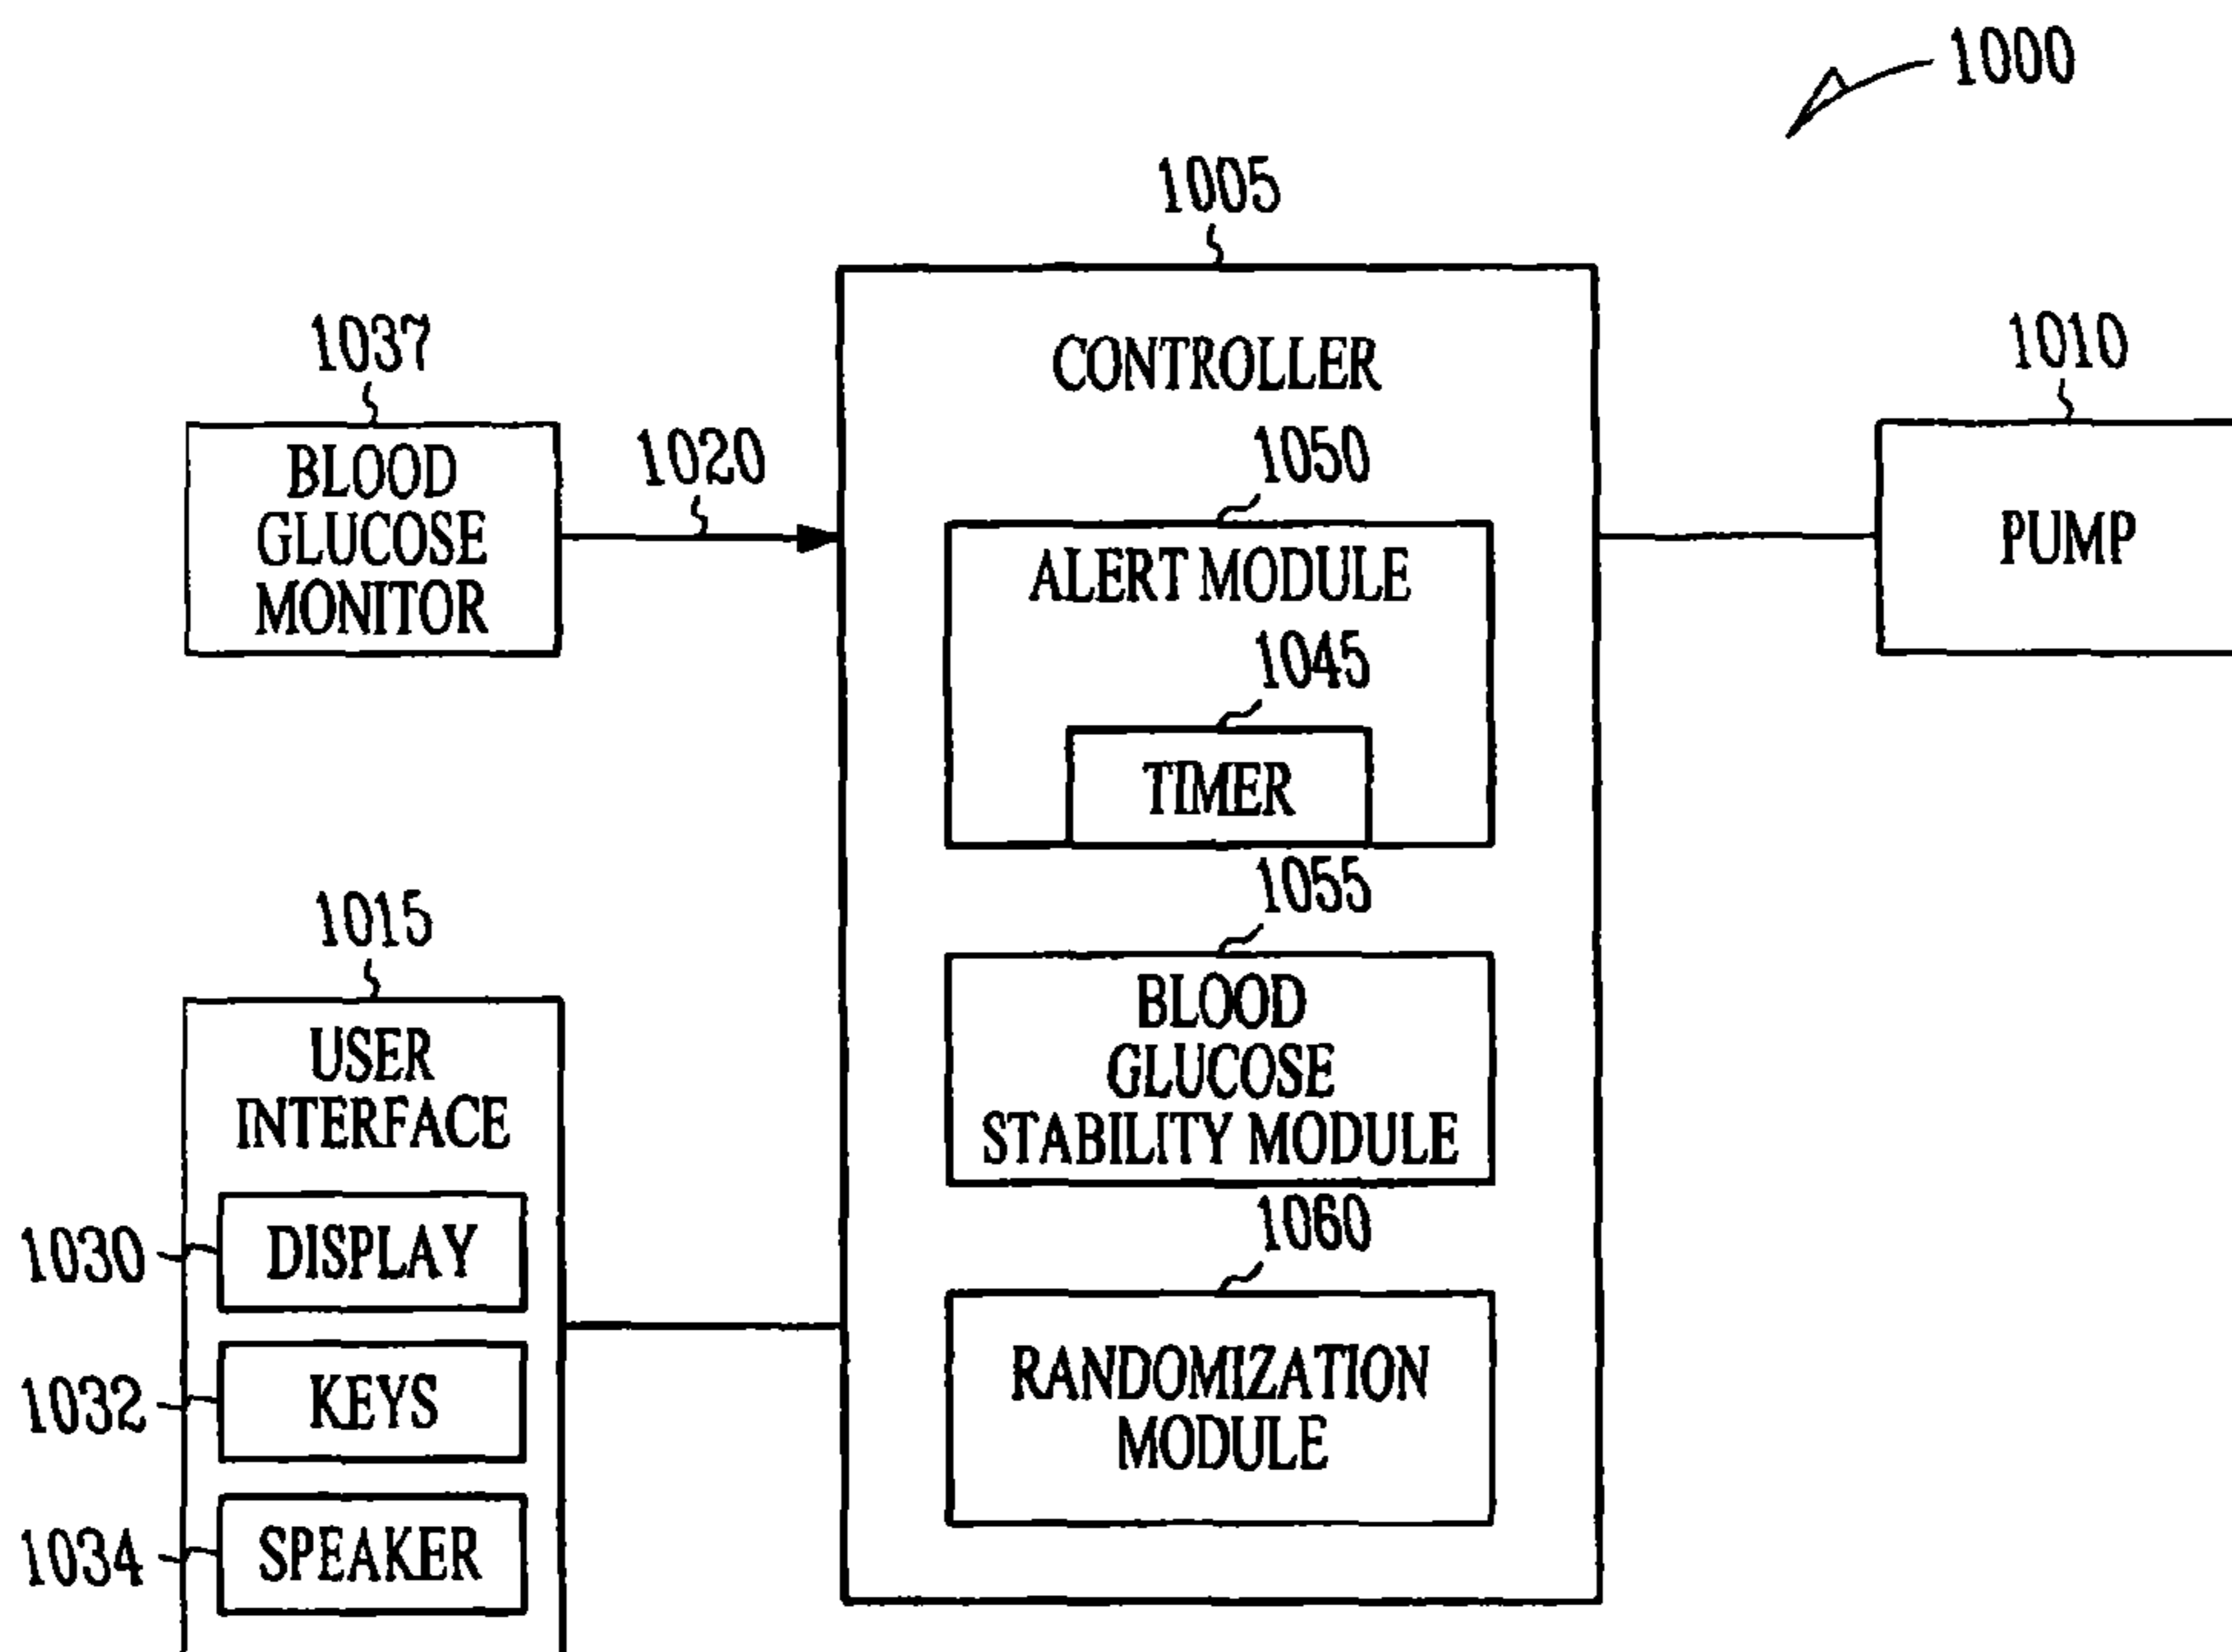 1000
1005
CONTROLLER
1037
BLOOD
GLUCOSE
MONITOR
1020
1010
PUMP
1050
ALERT MODULE
1045
TIMER
1055
BLOOD
GLUCOSE
STABILITY MODULE
1060
RANDOMIZATION
MODULE
1015
USER
INTERFACE
1030
DISPLAY
1032
KEYS
1034
SPEAKER